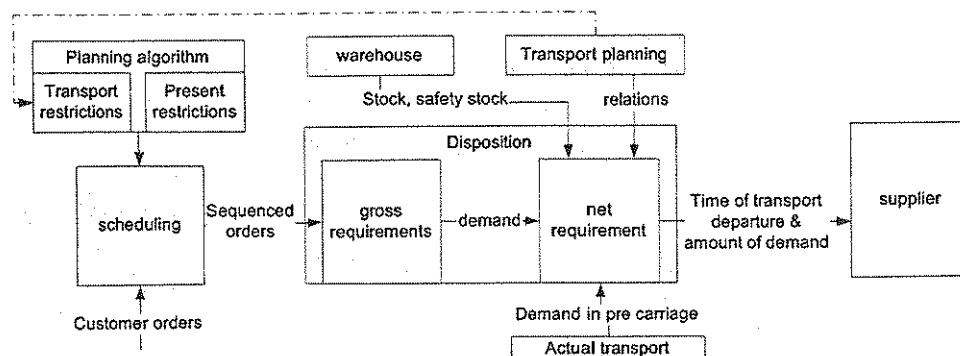 Planning algorithm
Transport
restrictions
Present
restrictions
warehouse
Transport planning
Stock, safety stock
relations
Disposition
scheduling
Sequenced
orders
gross
requirements
demand
net
requirement
Time of transport
departure &
amount of demand
supplier
Customer orders
Demand in pre carriage
Actual transport